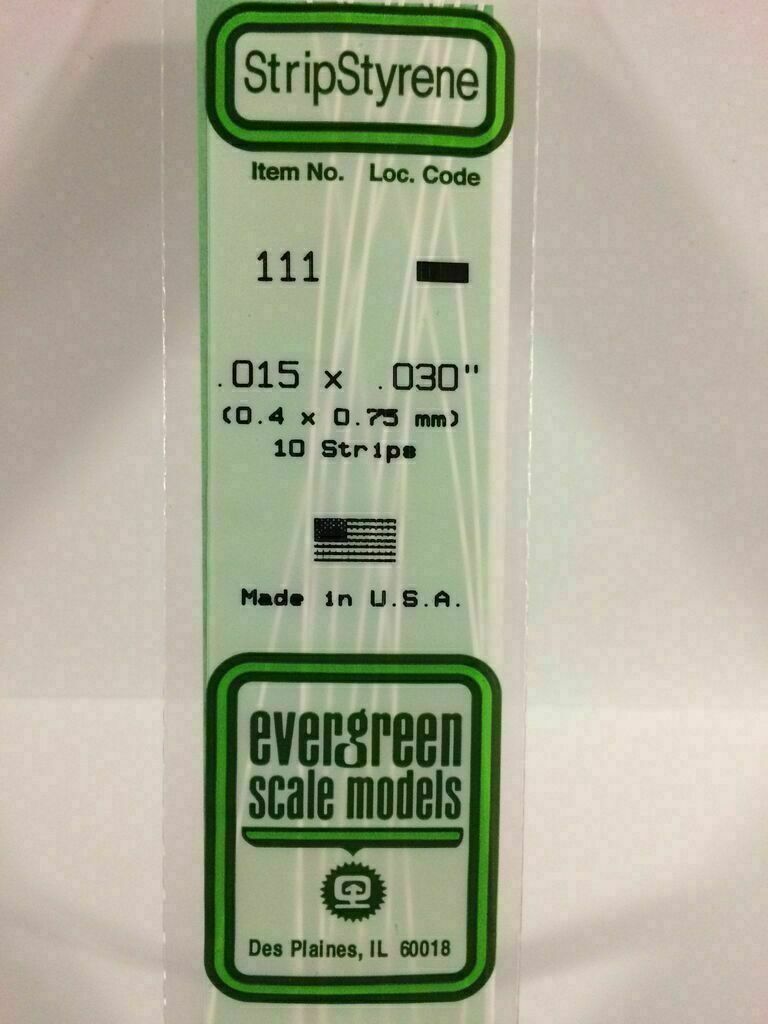 StripStyrene
Item No. Loc. Code
111
.015 x .030"
(0.4 x 0.75 mm)
10 Strips
Made in U.S.A.
evergreen
scale models
Des Plaines, IL 60018